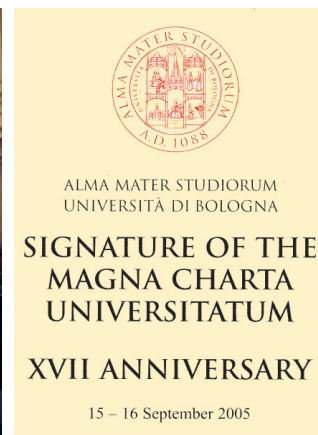 ALMA MATER STUDIORUM
A.D. 1088
ALMA MATER STUDIORUM
UNIVERSITÀ DI BOLOGNA
SIGNATURE OF THE
MAGNA CHARTA
UNIVERSITATUM
XVII ANNIVERSARY
15 – 16 September 2005